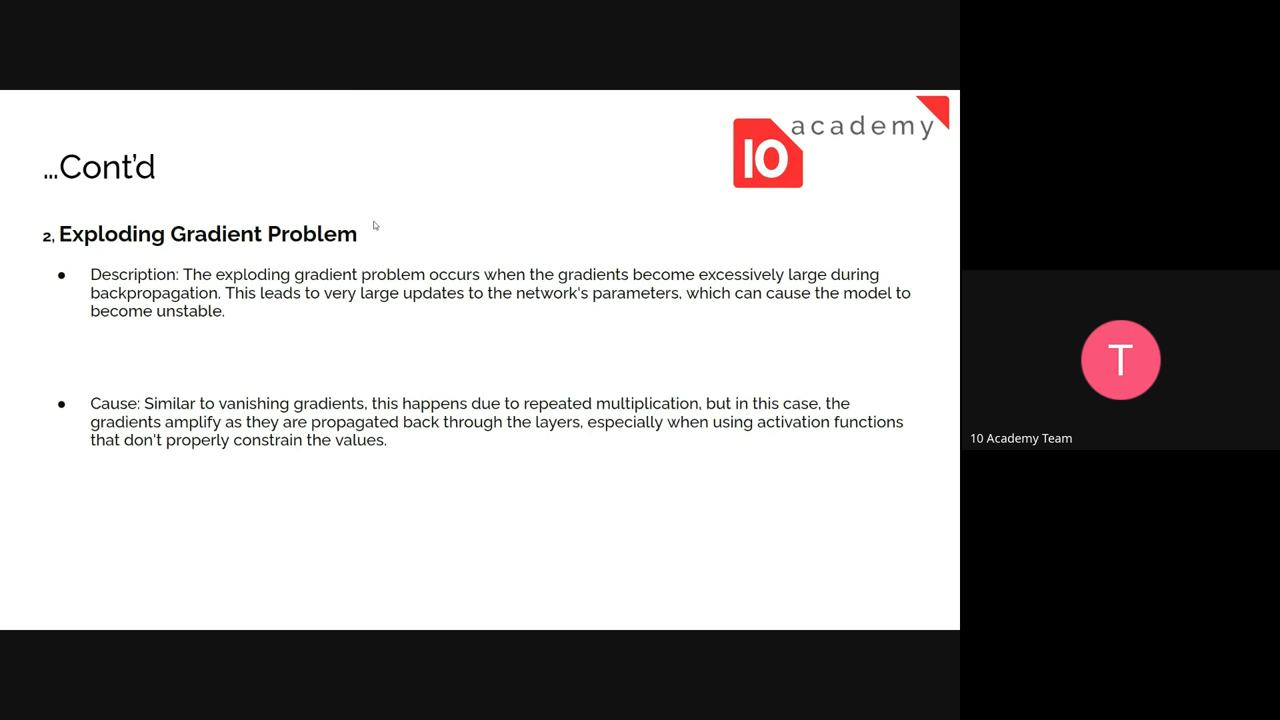 academy
10
...Cont'd
2, Exploding Gradient Problem
● Description: The exploding gradient problem occurs when the gradients become excessively large during
backpropagation. This leads to very large updates to the network's parameters, which can cause the model to
become unstable.
● Cause: Similar to vanishing gradients, this happens due to repeated multiplication, but in this case, the
gradients amplify as they are propagated back through the layers, especially when using activation functions
that don't properly constrain the values.
T
10 Academy Team